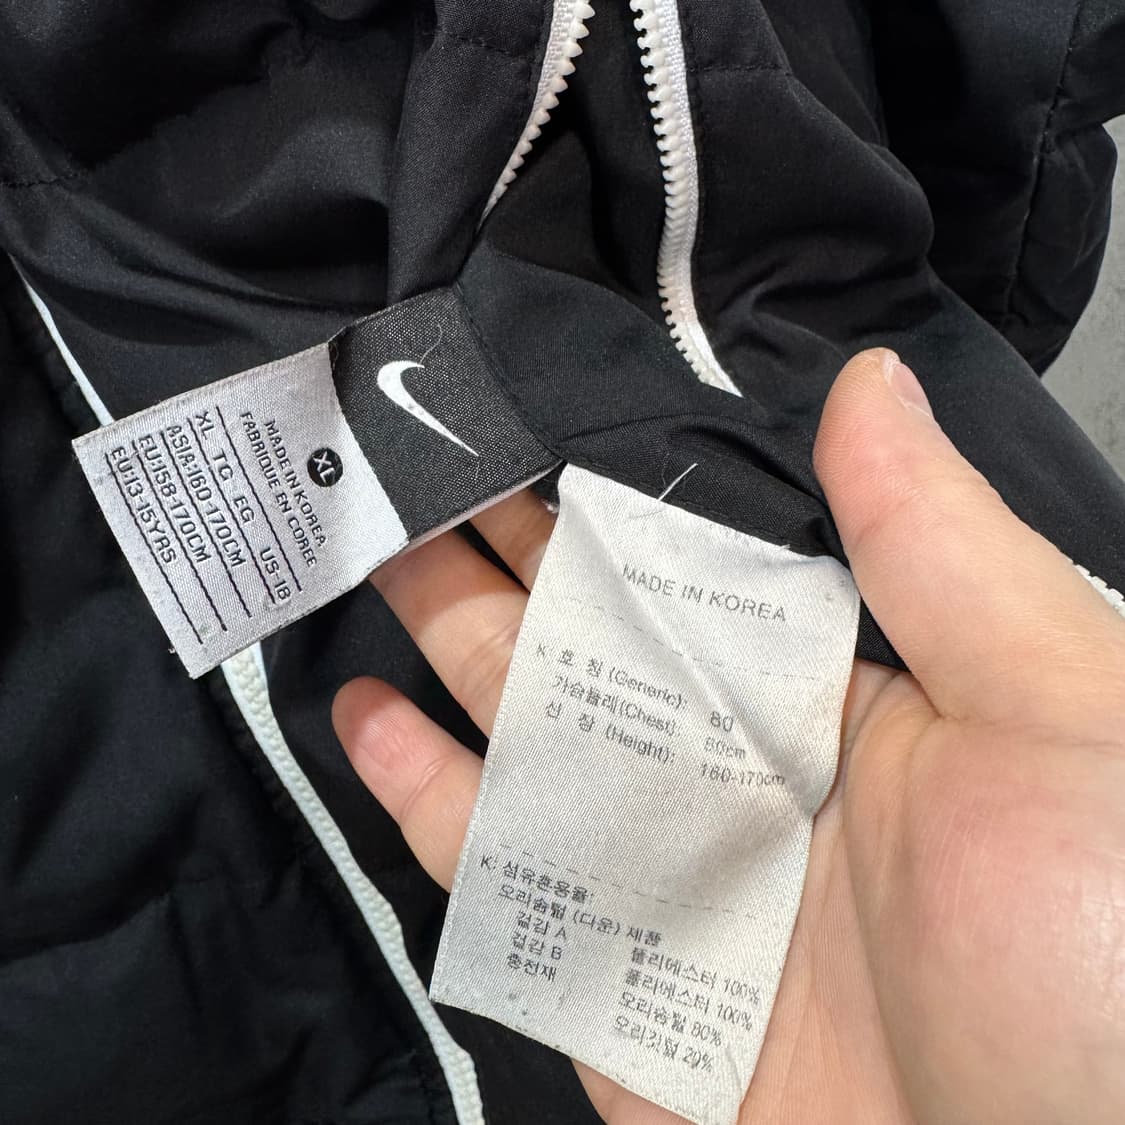 XL
MADE IN KOREA
FABRIQUE EN COREE
XL TG EG US-18
ASIA:160-170CM
EU:158-170CM
EU:13-15YRS
MADE IN KOREA
K: 호 칭 (Generic): 80
가슴둘레(Chest): 80cm
신 장 (Height): 160-170cm
K: 섬유혼용율:
오리솜털 (다운) 제품
겉감 A 폴리에스터 100%
겉감 B 폴리에스터 100%
충전재 오리솜털 80%
오리깃털 20%